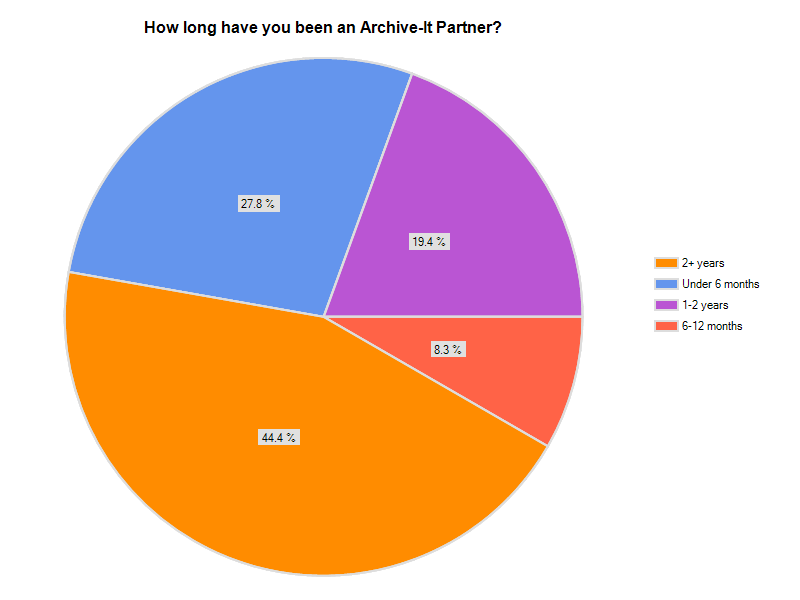 How long have you been an Archive-It Partner?
27.8 %
19.4 %
8.3 %
44.4 %
2+ years
Under 6 months
1-2 years
6-12 months